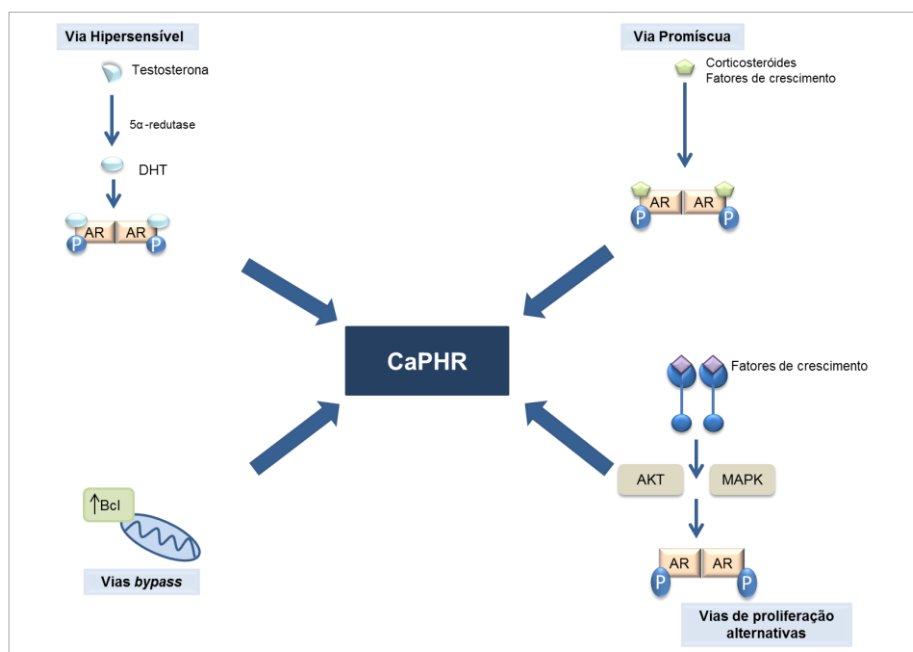 Via Hipersensível
Testosterona
5α-redutase
DHT
AR AR
P P
Via Promíscua
Corticosteróides
Fatores de crescimento
AR AR
P P
CaPHR
↑Bcl
Vias bypass
Fatores de crescimento
AKT MAPK
AR AR
P P
Vias de proliferação
alternativas